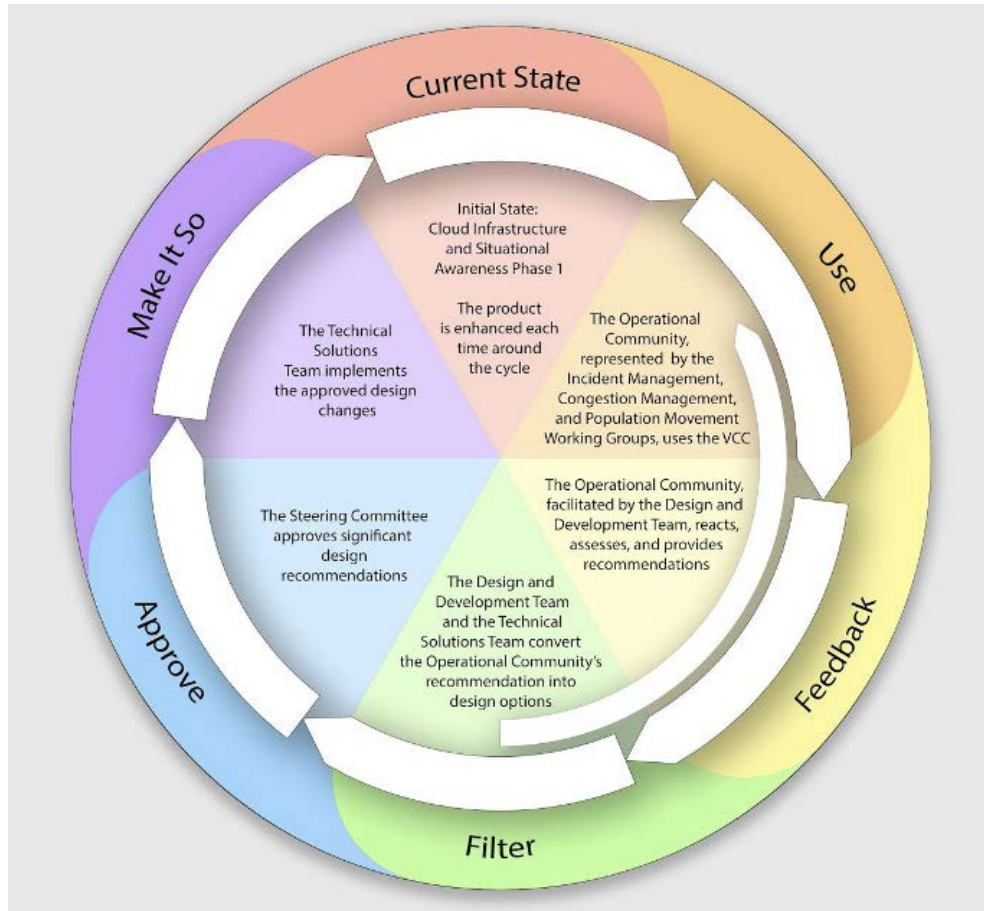 Current State
Use
Feedback
Filter
Approve
Make It So
Initial State:
Cloud Infrastructure
and Situational
Awareness Phase 1
The product
is enhanced each
time around
the cycle
The Operational
Community,
represented by the
Incident Management,
Congestion Management,
and Population Movement
Working Groups, uses the VCC
The Operational Community,
facilitated by the Design and
Development Team, reacts,
assesses, and provides
recommendations
The Design and
Development Team
and the Technical
Solutions Team convert
the Operational Community's
recommendation into
design options
The Steering Committee
approves significant
design
recommendations
The Technical
Solutions
Team implements
the approved design
changes